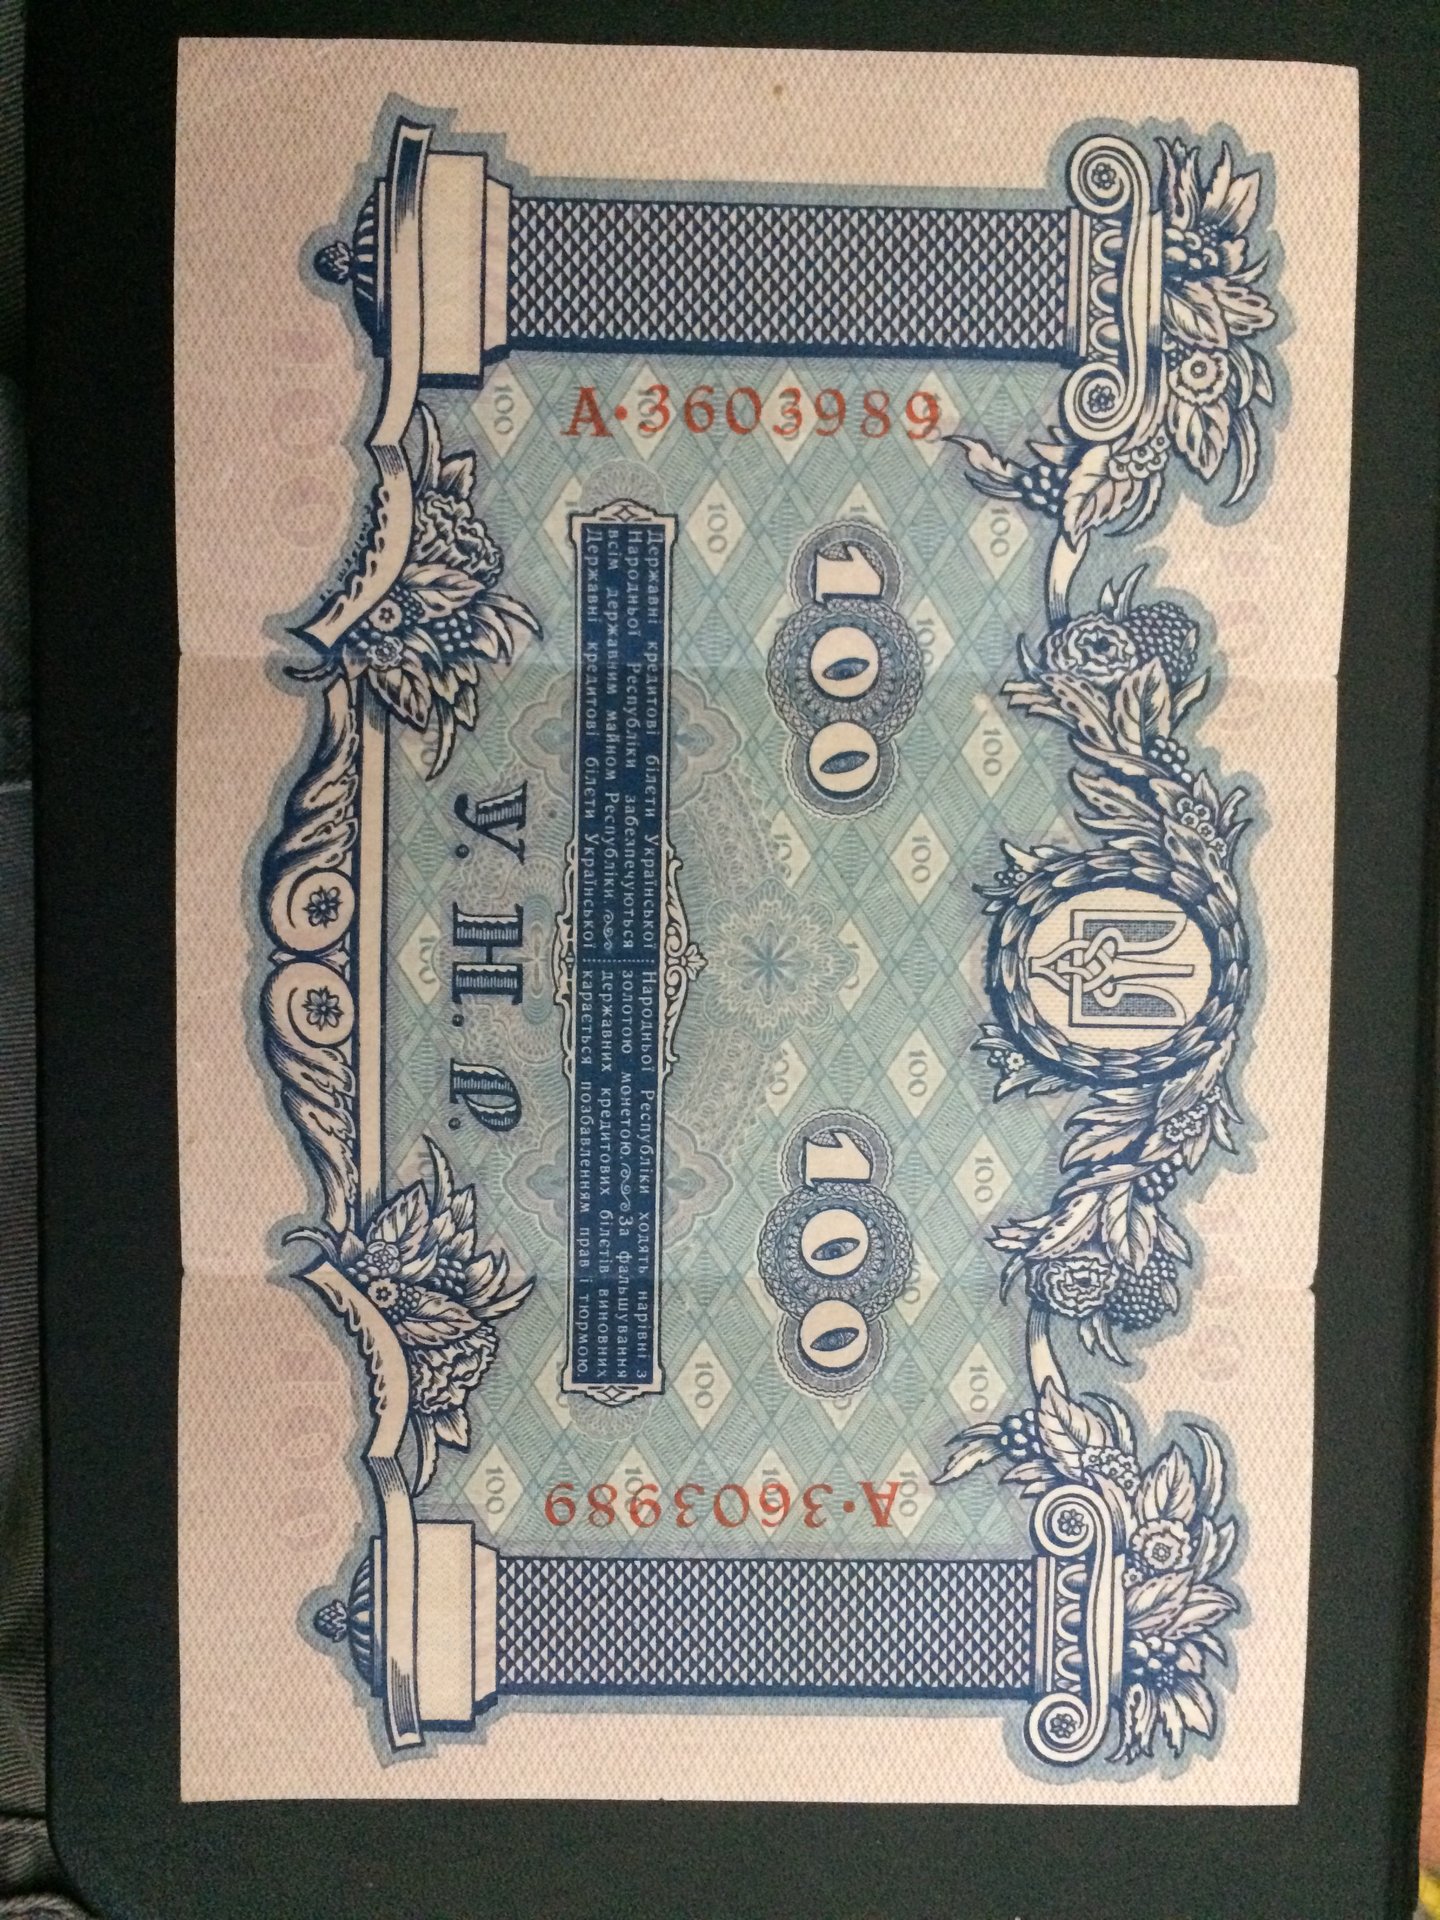 100 100
А·3603989
А·3603989
Державні кредитові білети Української
Народньої Республіки забезпечуються
всім державним майном Республіки.
Державні кредитові білети Української
Народньої Республіки ходять нарівні з
золотою монетою. За фальшування
державних кредитових білетів виновних
карається позбавленням прав і тюрмою.
У. Н. Р.